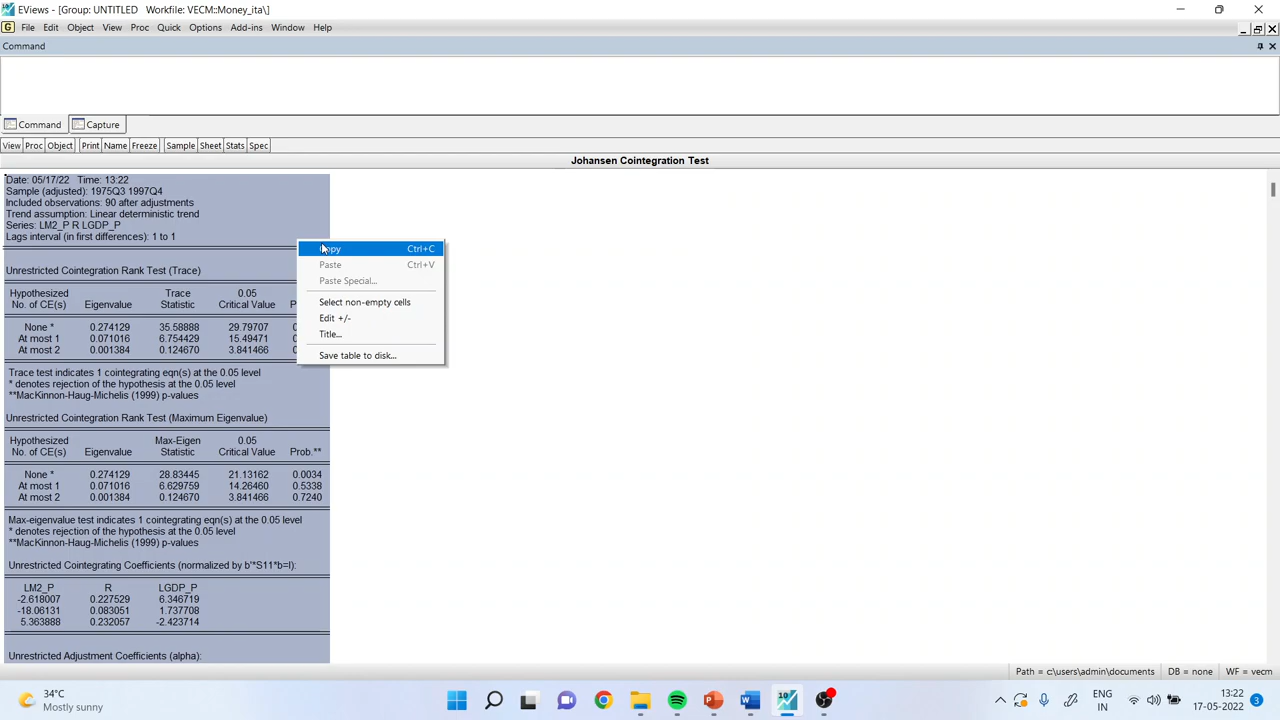 EViews - [Group: UNTITLED   Workfile: VECM::Money_ita\]
File Edit Object View Proc Quick Options Add-ins Window Help
Command
Command Capture
View Proc Object Print Name Freeze Sample Sheet Stats Spec
Johansen Cointegration Test
Date: 05/17/22   Time: 13:22
Sample (adjusted): 1975Q3 1997Q4
Included observations: 90 after adjustments
Trend assumption: Linear deterministic trend
Series: LM2_P R LGDP_P
Lags interval (in first differences): 1 to 1
Unrestricted Cointegration Rank Test (Trace)
Hypothesized Trace 0.05
No. of CE(s) Eigenvalue Statistic Critical Value
None * 0.274129 35.58888 29.79707
At most 1 0.071016 6.754429 15.49471
At most 2 0.001384 0.124670 3.841466
Trace test indicates 1 cointegrating eqn(s) at the 0.05 level
* denotes rejection of the hypothesis at the 0.05 level
**MacKinnon-Haug-Michelis (1999) p-values
Unrestricted Cointegration Rank Test (Maximum Eigenvalue)
Hypothesized Max-Eigen 0.05
No. of CE(s) Eigenvalue Statistic Critical Value Prob.**
None * 0.274129 28.83445 21.13162 0.0034
At most 1 0.071016 6.629759 14.26460 0.5338
At most 2 0.001384 0.124670 3.841466 0.7240
Max-eigenvalue test indicates 1 cointegrating eqn(s) at the 0.05 level
* denotes rejection of the hypothesis at the 0.05 level
**MacKinnon-Haug-Michelis (1999) p-values
Unrestricted Cointegrating Coefficients (normalized by b'*S11*b=I):
LM2_P R LGDP_P
-2.618007 0.227529 6.346719
-18.06131 0.083051 1.737708
5.363888 0.232057 -2.423714
Unrestricted Adjustment Coefficients (alpha):
Copy Ctrl+C
Paste Ctrl+V
Paste Special...
Select non-empty cells
Edit +/-
Title...
Save table to disk...
Path = c:\users\admin\documents DB = none WF = vecm
34°C
Mostly sunny
ENG
IN
13:22
17-05-2022
3